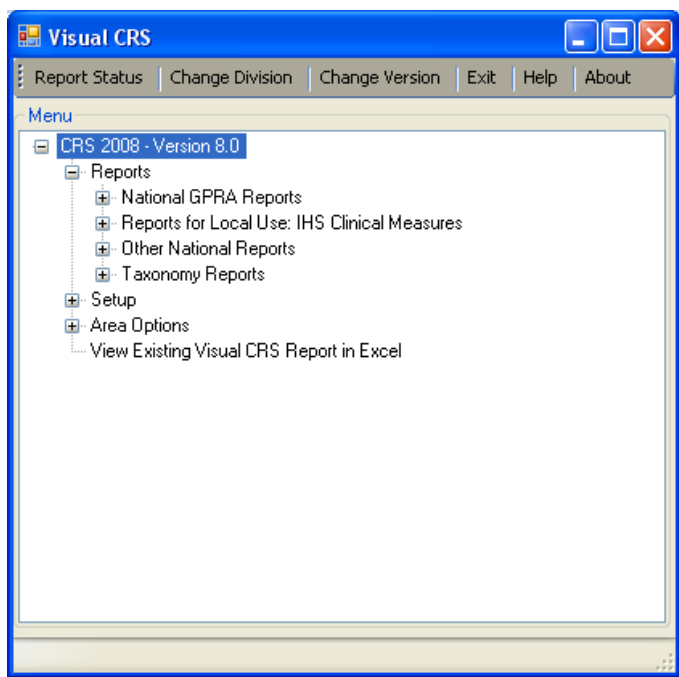 Visual CRS
Report Status Change Division Change Version Exit Help About
Menu
CRS 2008 - Version 8.0
Reports
National GPRA Reports
Reports for Local Use: IHS Clinical Measures
Other National Reports
Taxonomy Reports
Setup
Area Options
View Existing Visual CRS Report in Excel